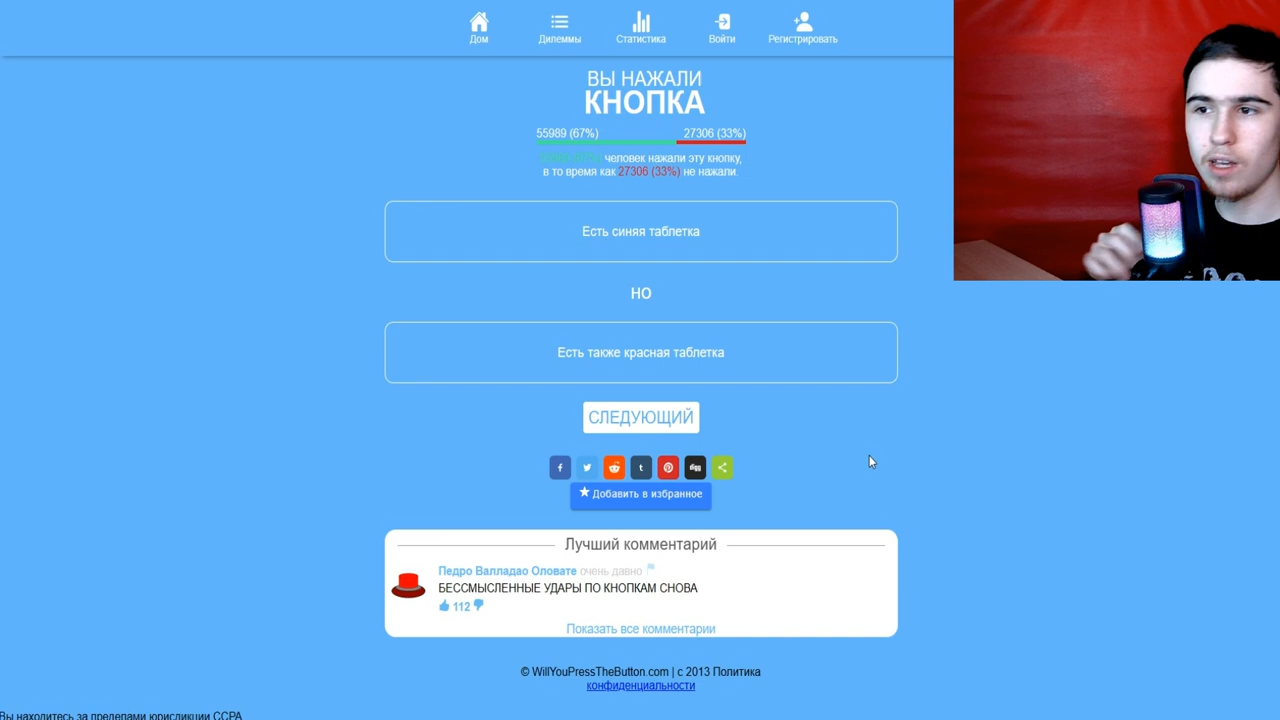 Дом
Дилеммы
Статистика
Войти
Регистрировать
ВЫ НАЖАЛИ
КНОПКА
55989 (67%) 27306 (33%)
55989 (67%) человек нажали эту кнопку,
в то время как 27306 (33%) не нажали.
Есть синяя таблетка
НО
Есть также красная таблетка
СЛЕДУЮЩИЙ
Добавить в избранное
Лучший комментарий
Педро Валладао Оловате очень давно
БЕССМЫСЛЕННЫЕ УДАРЫ ПО КНОПКАМ СНОВА
112
Показать все комментарии
© WillYouPressTheButton.com | с 2013 Политика
конфиденциальности
Вы находитесь за пределами юрисдикции CCPA